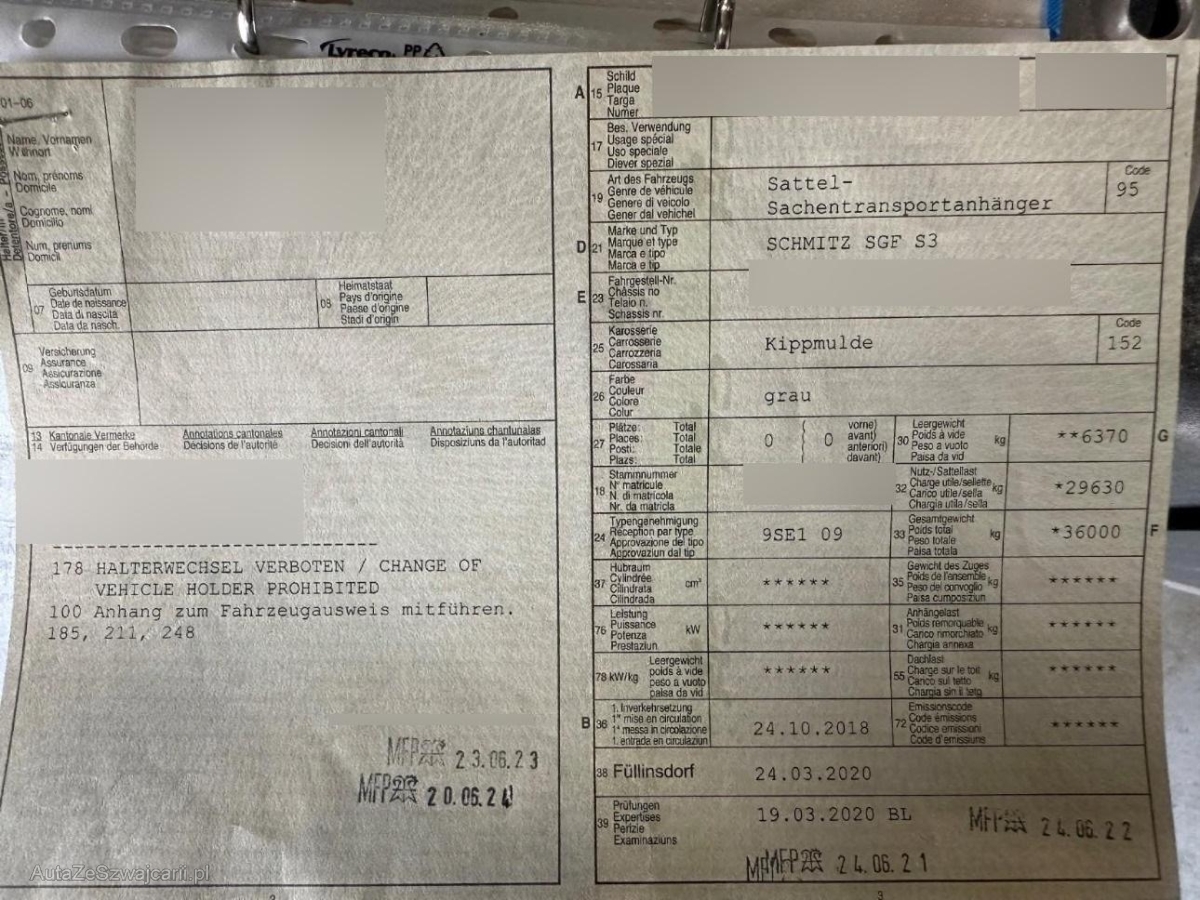 Tyreco. PP
01-06
Halter/in
Detentore/a
Name, Vornamen
Wohnort
Nom, prénoms
Domicile
Cognome, nomi
Domicilio
Num, prenums
Domicil
07 Geburtsdatum
Date de naissance
Data di nascita
Data da nasch.
08 Heimatstaat
Pays d'origine
Paese d'origine
Stadi d'origin
09 Versicherung
Assurance
Assicurazione
Assicuranza
13 Kantonale Vermerke Annotations cantonales Annotazioni cantonali Annotaziuns chantunalas
14 Verfügungen der Behörde Décisions de l'autorité Decisioni dell'autorità Disposiziuns da l'autoritad
178 HALTERWECHSEL VERBOTEN / CHANGE OF
VEHICLE HOLDER PROHIBITED
100 Anhang zum Fahrzeugausweis mitführen.
185, 211, 248
MFP 23.06.23
MFP 20.06.24
A 15 Schild
Plaque
Targa
Numer
17 Bes. Verwendung
Usage spécial
Uso speciale
Diever spezial
19 Art des Fahrzeugs
Genre de véhicule
Genere di veicolo
Gener dal vehichel
Sattel-
Sachentransportanhänger
Code
95
D 21 Marke und Typ
Marque et type
Marca e tipo
Marca e tip
SCHMITZ SGF S3
E 23 Fahrgestell-Nr.
Châssis no
Telaio n.
Schassis nr.
25 Karosserie
Carrosserie
Carrozzeria
Carossaria
Kippmulde
Code
152
26 Farbe
Couleur
Colore
Colur
grau
27 Plätze: Total
Places: Total
Posti: Totale
Plazs: Total
0 ( 0 vorne)
avant)
anteriori)
davant)
30 Leergewicht
Poids à vide
Peso a vuoto
Paisa da vid
kg **6370 G
18 Stammnummer
N° matricule
N. di matricola
Nr. da matricla
32 Nutz-/Sattellast
Charge utile/sellette
Carico utile/sella
Chargia utila/sella
kg *29630
24 Typengenehmigung
Réception par type
Approvazione del tipo
Approvaziun dal tip
9SE1 09
33 Gesamtgewicht
Poids total
Peso totale
Paisa totala
kg *36000 F
37 Hubraum
Cylindrée
Cilindrata
Cilindrada
cm³ ******
35 Gewicht des Zuges
Poids de l'ensemble
Peso del convoglio
Paisa cumposiziun
kg ******
76 Leistung
Puissance
Potenza
Prestaziun
kW ******
31 Anhängelast
Poids remorquable
Carico rimorchiato
Chargia annexa
kg ******
78 kW/kg Leergewicht
poids à vide
peso a vuoto
paisa da vid
******
55 Dachlast
Charge sur le toit
Carico sul tetto
Chargia sin il tetg
kg ******
B 36 1. Inverkehrsetzung
1re mise en circulation
1a messa in circolazione
1. entrada en circulaziun
24.10.2018
72 Emissionscode
Code émissions
Codice emissioni
Code d'emissiuns
******
38 Füllinsdorf 24.03.2020
39 Prüfungen
Expertises
Perizie
Examinaziuns
19.03.2020 BL
MFP 24.06.22
MFP 24.06.21
AutaZeSzwajcarii.pl
3